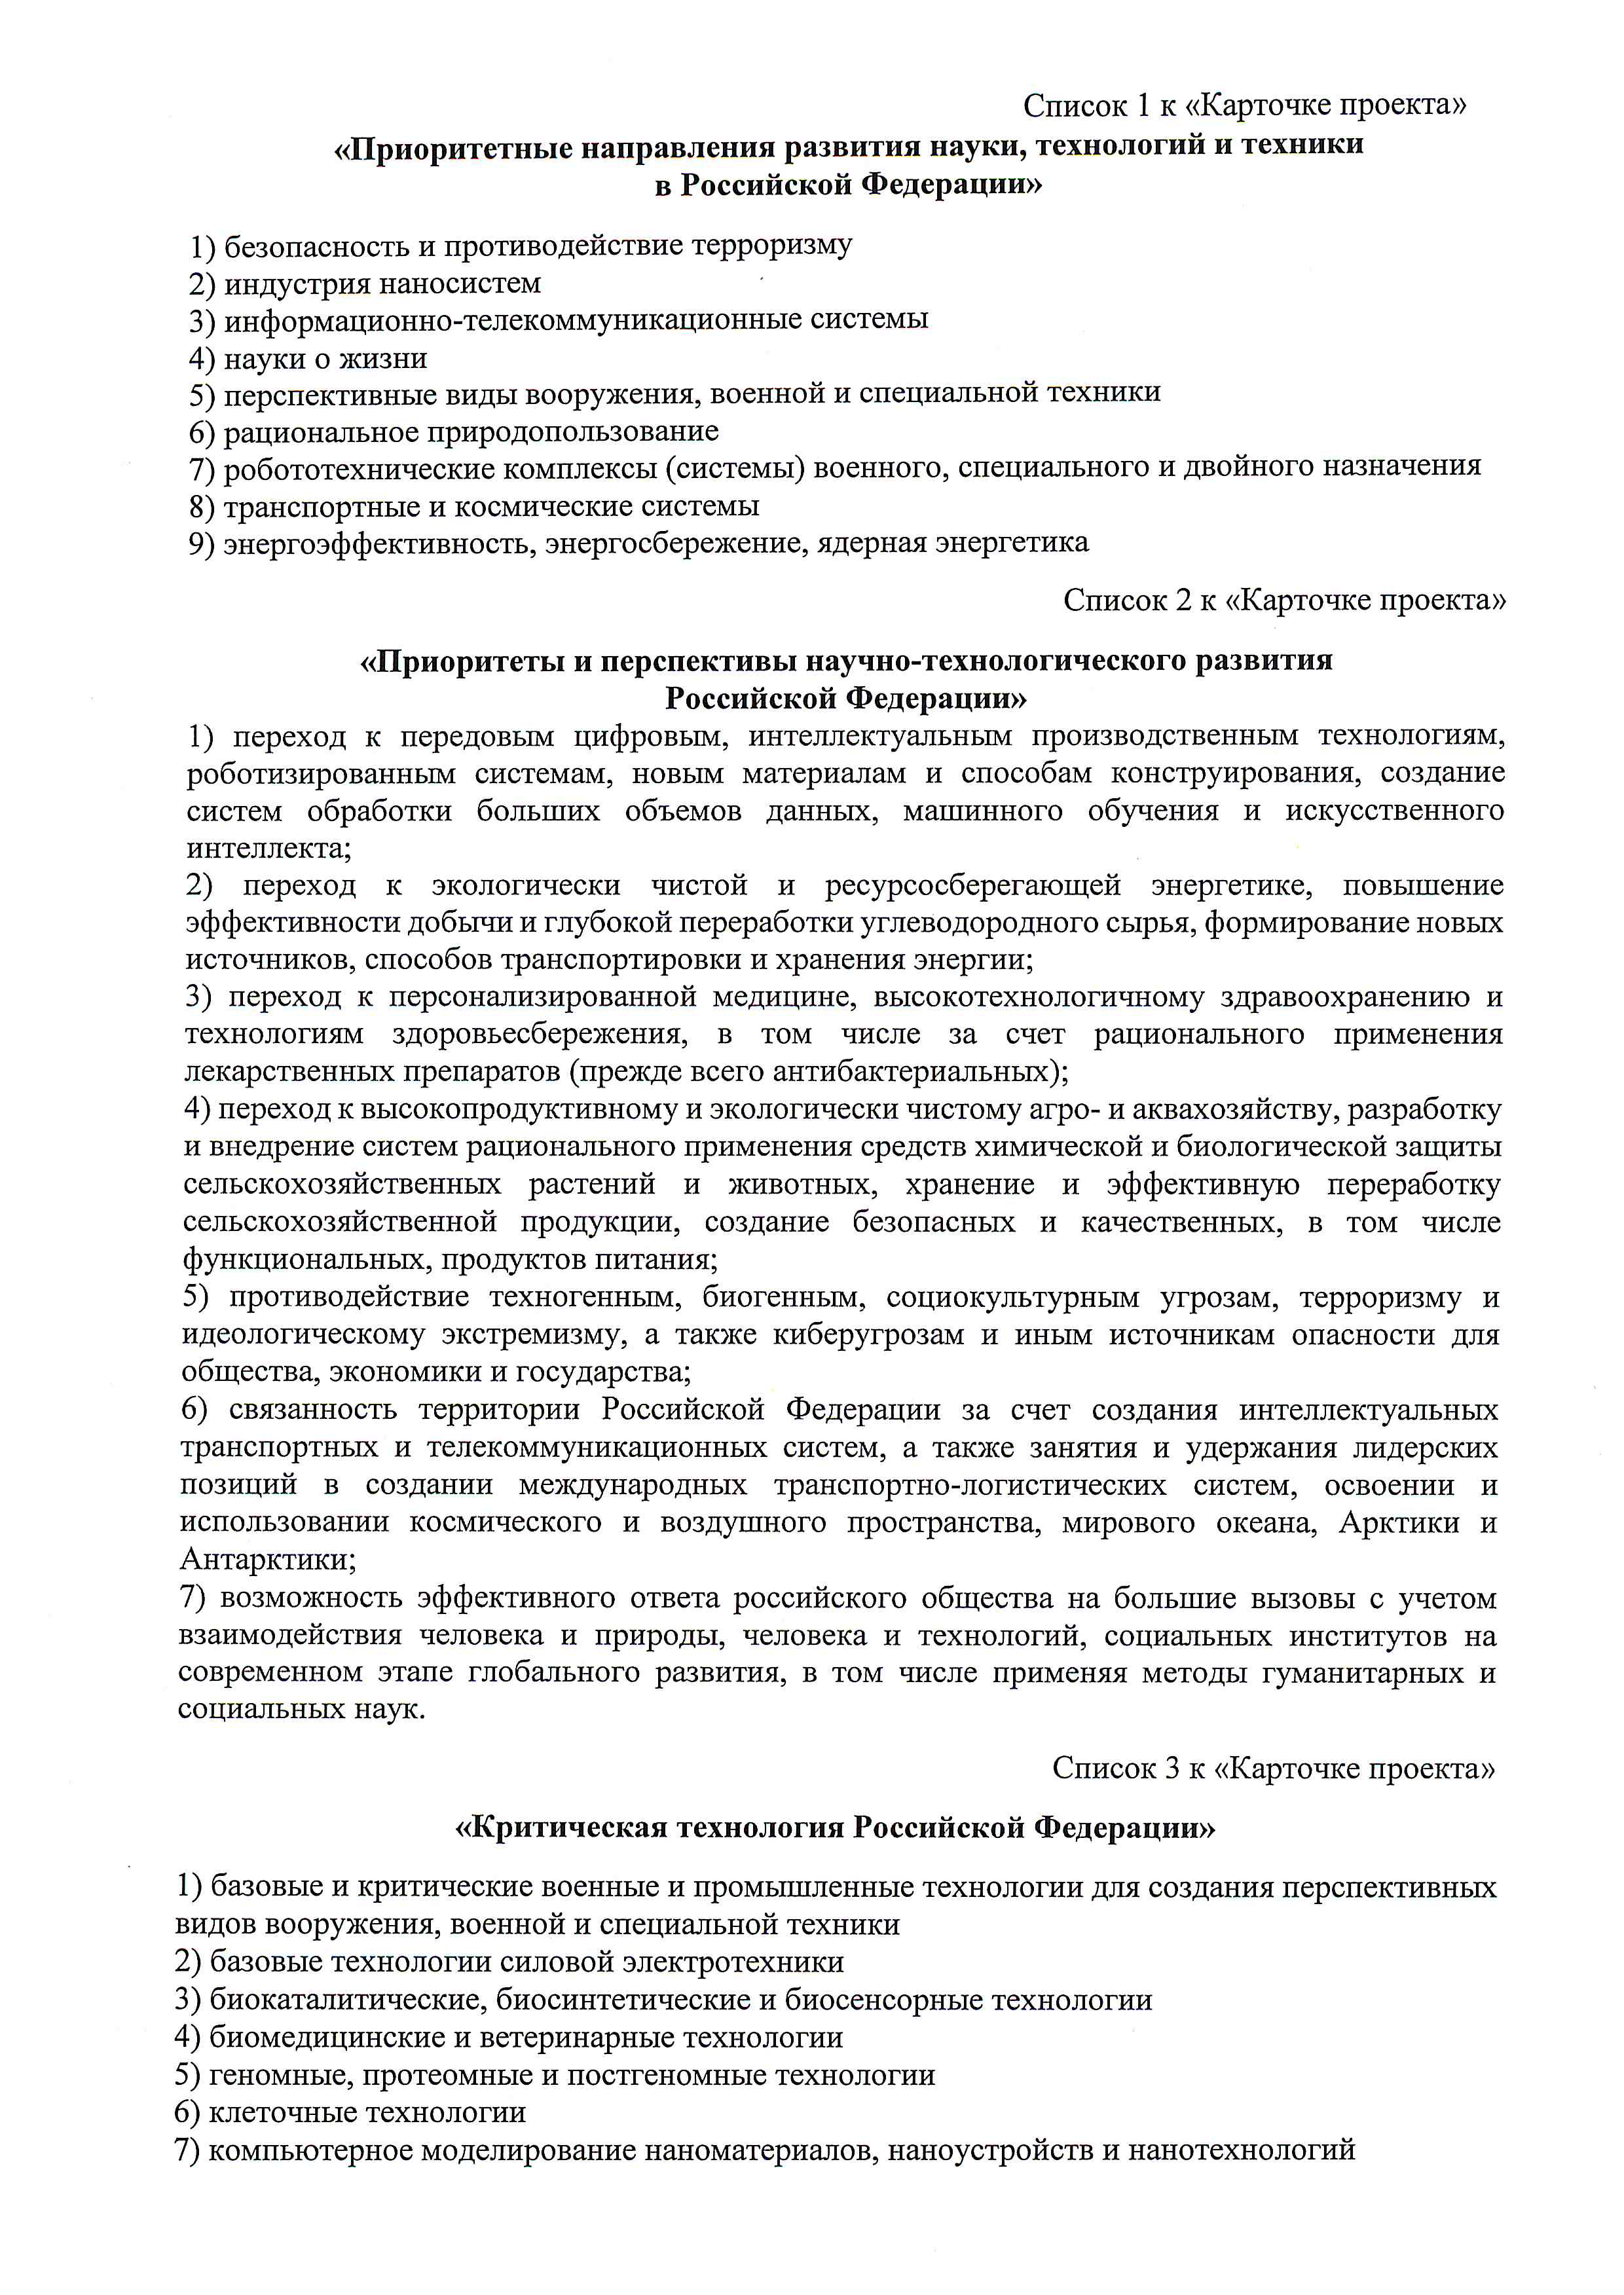 Список 1 к «Карточке проекта»
«Приоритетные направления развития науки, технологий и техники
в Российской Федерации»
1) безопасность и противодействие терроризму
2) индустрия наносистем
3) информационно-телекоммуникационные системы
4) науки о жизни
5) перспективные виды вооружения, военной и специальной техники
6) рациональное природопользование
7) робототехнические комплексы (системы) военного, специального и двойного назначения
8) транспортные и космические системы
9) энергоэффективность, энергосбережение, ядерная энергетика
Список 2 к «Карточке проекта»
«Приоритеты и перспективы научно-технологического развития
Российской Федерации»
1) переход к передовым цифровым, интеллектуальным производственным технологиям,
роботизированным системам, новым материалам и способам конструирования, создание
систем обработки больших объемов данных, машинного обучения и искусственного
интеллекта;
2) переход к экологически чистой и ресурсосберегающей энергетике, повышение
эффективности добычи и глубокой переработки углеводородного сырья, формирование новых
источников, способов транспортировки и хранения энергии;
3) переход к персонализированной медицине, высокотехнологичному здравоохранению и
технологиям здоровьесбережения, в том числе за счет рационального применения
лекарственных препаратов (прежде всего антибактериальных);
4) переход к высокопродуктивному и экологически чистому агро- и аквахозяйству, разработку
и внедрение систем рационального применения средств химической и биологической защиты
сельскохозяйственных растений и животных, хранение и эффективную переработку
сельскохозяйственной продукции, создание безопасных и качественных, в том числе
функциональных, продуктов питания;
5) противодействие техногенным, биогенным, социокультурным угрозам, терроризму и
идеологическому экстремизму, а также киберугрозам и иным источникам опасности для
общества, экономики и государства;
6) связанность территории Российской Федерации за счет создания интеллектуальных
транспортных и телекоммуникационных систем, а также занятия и удержания лидерских
позиций в создании международных транспортно-логистических систем, освоении и
использовании космического и воздушного пространства, мирового океана, Арктики и
Антарктики;
7) возможность эффективного ответа российского общества на большие вызовы с учетом
взаимодействия человека и природы, человека и технологий, социальных институтов на
современном этапе глобального развития, в том числе применяя методы гуманитарных и
социальных наук.
Список 3 к «Карточке проекта»
«Критическая технология Российской Федерации»
1) базовые и критические военные и промышленные технологии для создания перспективных
видов вооружения, военной и специальной техники
2) базовые технологии силовой электротехники
3) биокаталитические, биосинтетические и биосенсорные технологии
4) биомедицинские и ветеринарные технологии
5) геномные, протеомные и постгеномные технологии
6) клеточные технологии
7) компьютерное моделирование наноматериалов, наноустройств и нанотехнологий